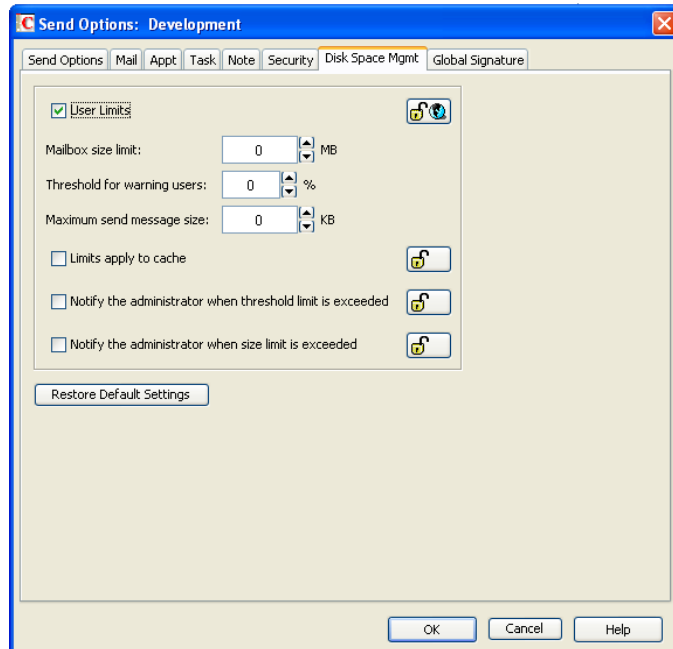 Send Options: Development
Send Options Mail Appt Task Note Security Disk Space Mgmt Global Signature
User Limits
Mailbox size limit: 0 MB
Threshold for warning users: 0 %
Maximum send message size: 0 KB
Limits apply to cache
Notify the administrator when threshold limit is exceeded
Notify the administrator when size limit is exceeded
Restore Default Settings
OK Cancel Help